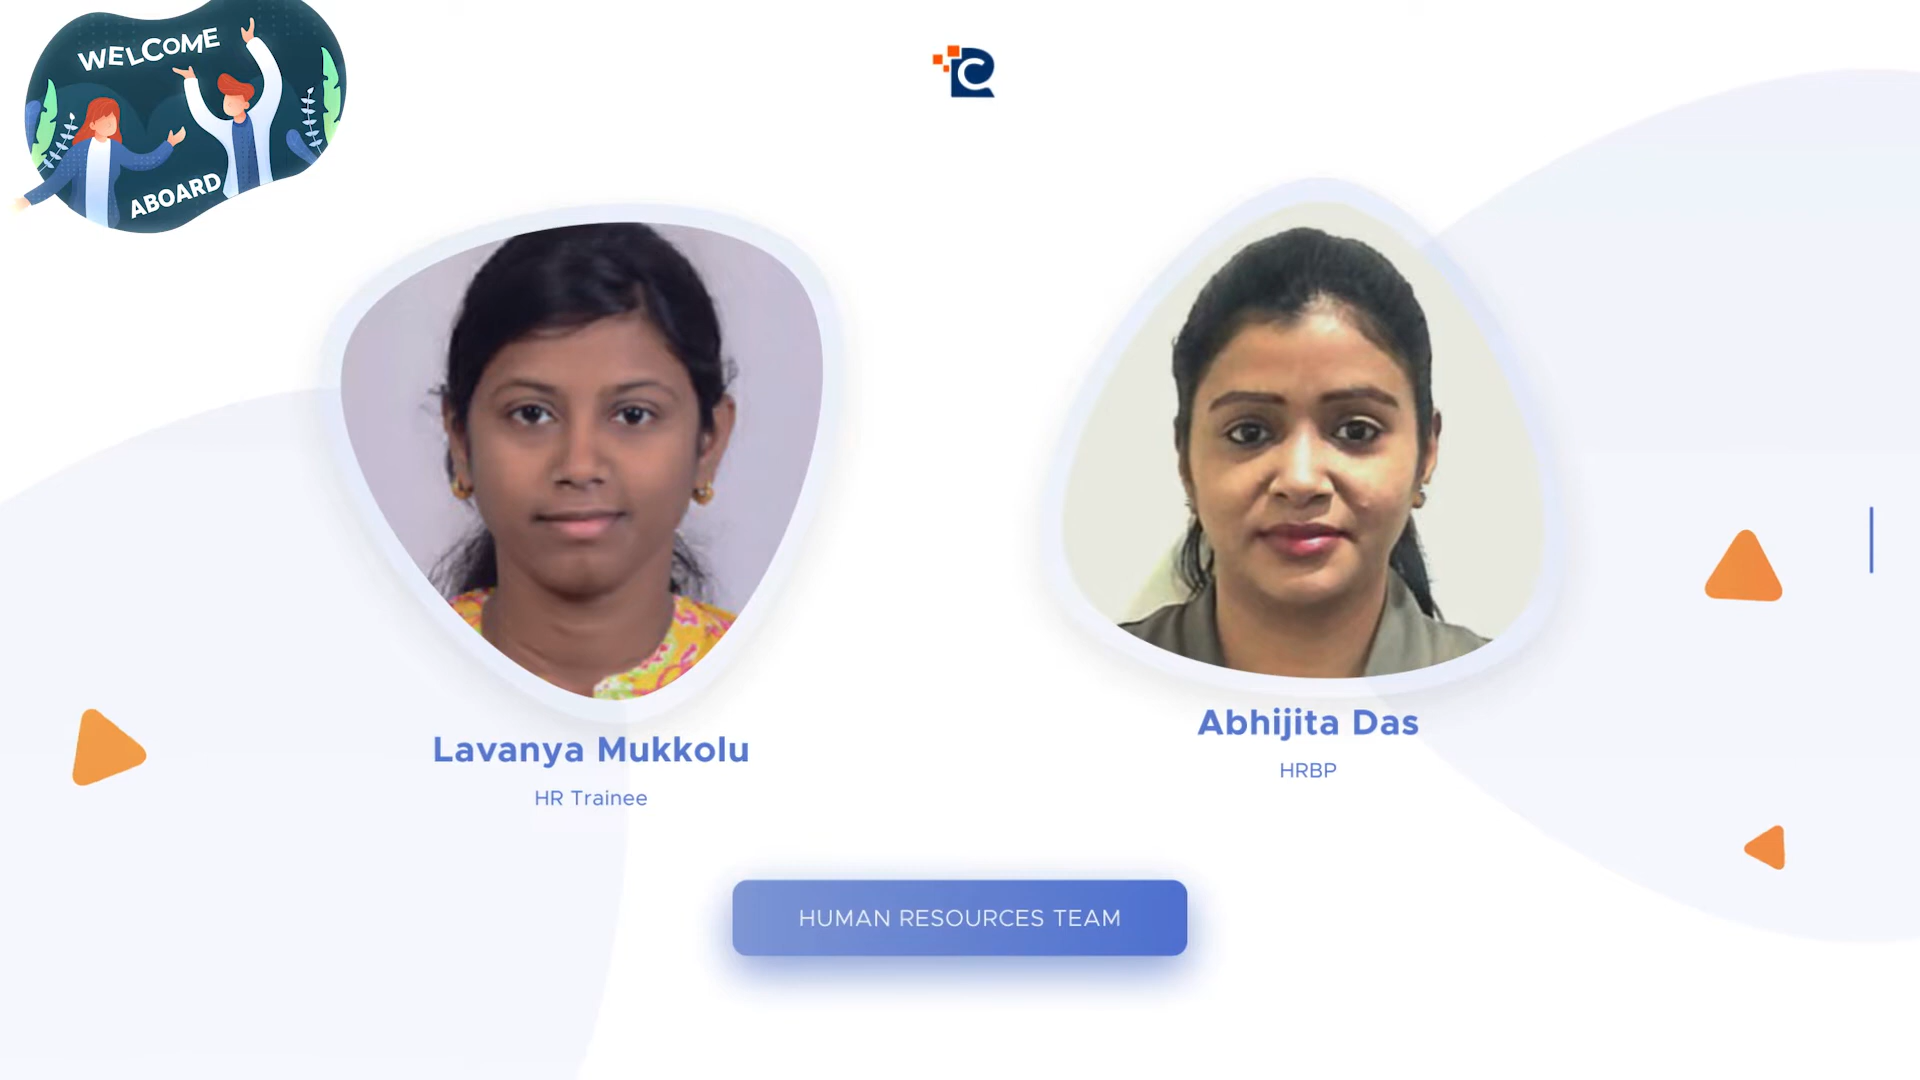 WELCOME
ABOARD
Lavanya Mukkolu
HR Trainee
Abhijita Das
HRBP
HUMAN RESOURCES TEAM